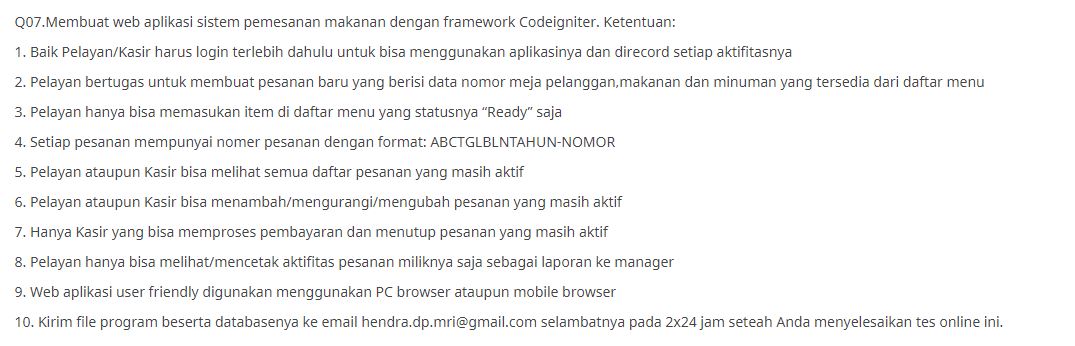 Q07.Membuat web aplikasi sistem pemesanan makanan dengan framework Codeigniter. Ketentuan:
1. Baik Pelayan/Kasir harus login terlebih dahulu untuk bisa menggunakan aplikasinya dan direcord setiap aktifitasnya
2. Pelayan bertugas untuk membuat pesanan baru yang berisi data nomor meja pelanggan,makanan dan minuman yang tersedia dari daftar menu
3. Pelayan hanya bisa memasukan item di daftar menu yang statusnya “Ready” saja
4. Setiap pesanan mempunyai nomer pesanan dengan format: ABCTGLBLNTAHUN-NOMOR
5. Pelayan ataupun Kasir bisa melihat semua daftar pesanan yang masih aktif
6. Pelayan ataupun Kasir bisa menambah/mengurangi/mengubah pesanan yang masih aktif
7. Hanya Kasir yang bisa memproses pembayaran dan menutup pesanan yang masih aktif
8. Pelayan hanya bisa melihat/mencetak aktifitas pesanan miliknya saja sebagai laporan ke manager
9. Web aplikasi user friendly digunakan menggunakan PC browser ataupun mobile browser
10. Kirim file program beserta databasenya ke email hendra.dp.mri@gmail.com selambatnya pada 2x24 jam seteah Anda menyelesaikan tes online ini.